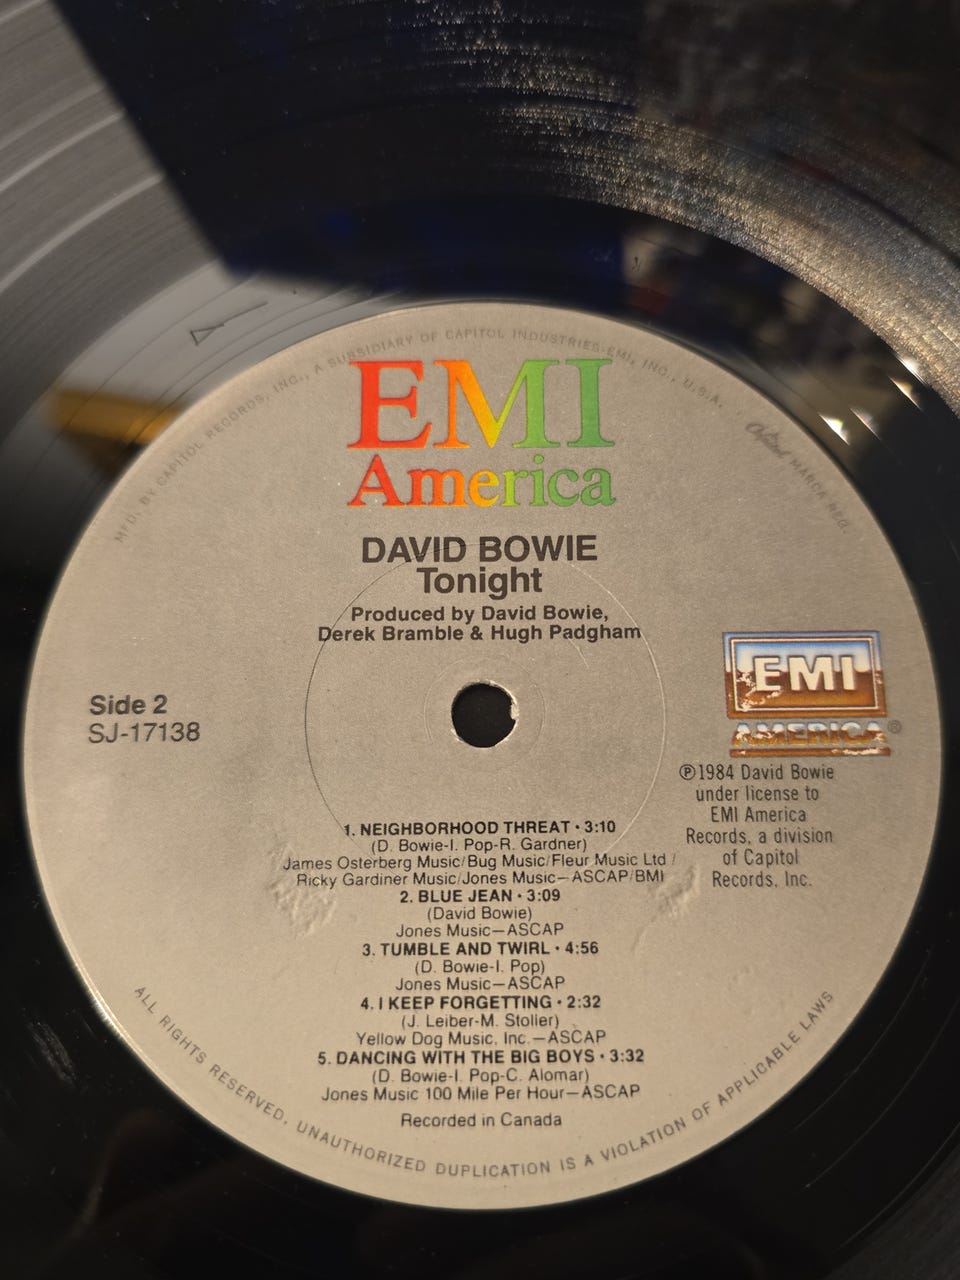 MFD. BY CAPITOL RECORDS, INC., A SUBSIDIARY OF CAPITOL INDUSTRIES-EMI, INC., U.S.A.
Capitol MARCA REG.
EMI
America
DAVID BOWIE
Tonight
Produced by David Bowie,
Derek Bramble & Hugh Padgham
Side 2
SJ-17138
EMI
AMERICA®
℗1984 David Bowie
under license to
EMI America
Records, a division
of Capitol
Records, Inc.
1. NEIGHBORHOOD THREAT • 3:10
(D. Bowie-I. Pop-R. Gardner)
James Osterberg Music/Bug Music/Fleur Music Ltd /
Ricky Gardiner Music/Jones Music—ASCAP/BMI
2. BLUE JEAN • 3:09
(David Bowie)
Jones Music—ASCAP
3. TUMBLE AND TWIRL • 4:56
(D. Bowie-I. Pop)
Jones Music—ASCAP
4. I KEEP FORGETTING • 2:32
(J. Leiber-M. Stoller)
Yellow Dog Music, Inc.—ASCAP
5. DANCING WITH THE BIG BOYS • 3:32
(D. Bowie-I. Pop-C. Alomar)
Jones Music 100 Mile Per Hour—ASCAP
Recorded in Canada
ALL RIGHTS RESERVED, UNAUTHORIZED DUPLICATION IS A VIOLATION OF APPLICABLE LAWS